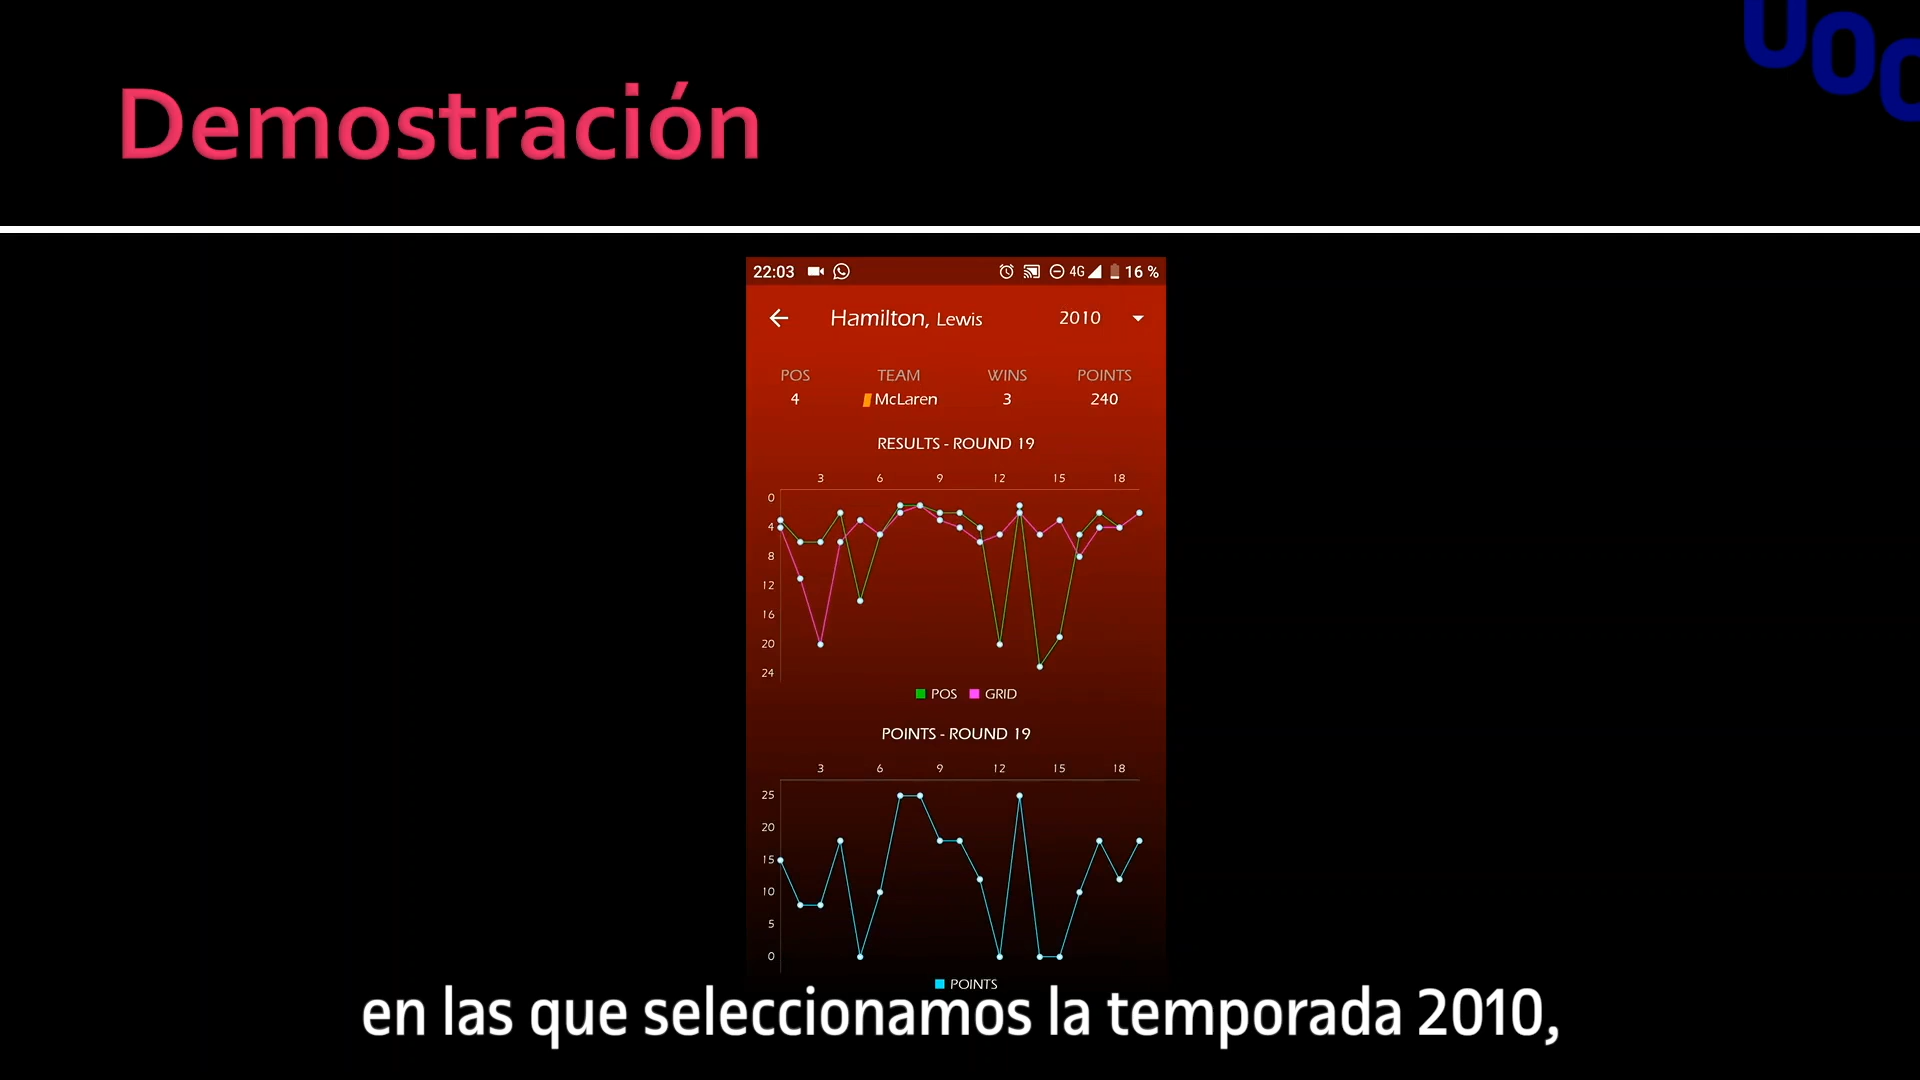 UOC
Demostración
22:03 4G 16 %
Hamilton, Lewis 2010
POS TEAM WINS POINTS
4 McLaren 3 240
RESULTS - ROUND 19
3 6 9 12 15 18
0
4
8
12
16
20
24
POS GRID
POINTS - ROUND 19
3 6 9 12 15 18
25
20
15
10
5
0
POINTS
en las que seleccionamos la temporada 2010,